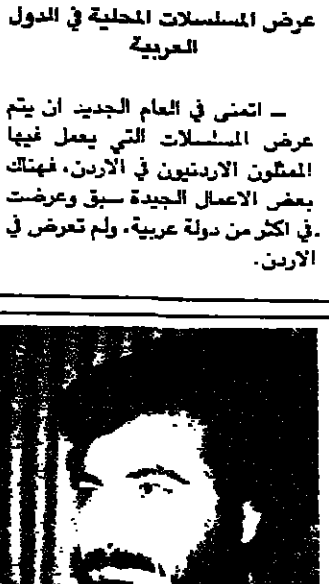 عرض المسلسلات المحلية في الدول
العربية
— اتمنى في العام الجديد ان يتم
عرض المسلسلات التي يعمل فيها
الممثلون الاردنيون في الاردن، فهناك
بعض الاعمال الجيدة سبق وعرضت
في اكثر من دولة عربية، ولم تعرض في
الاردن.